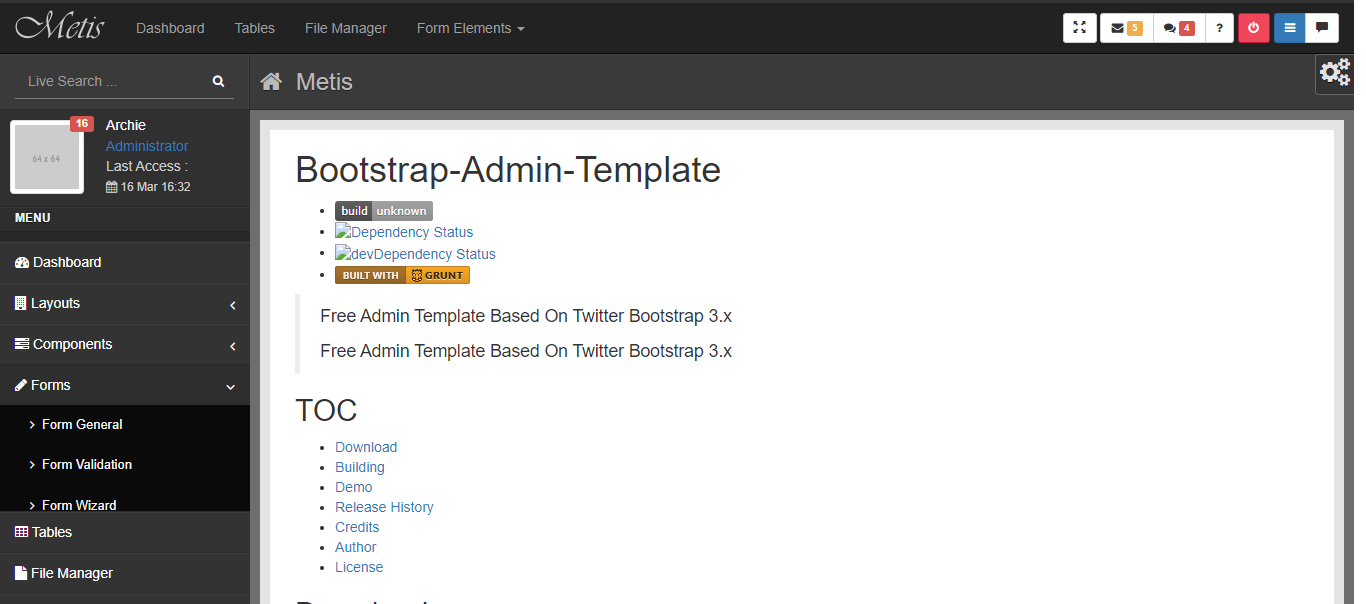 Metis Dashboard Tables File Manager Form Elements 5 4 ?
Live Search ...
Metis
16
64 x 64
Archie
Administrator
Last Access :
16 Mar 16:32
MENU
Dashboard
Layouts
Components
Forms
Form General
Form Validation
Form Wizard
Tables
File Manager
Bootstrap-Admin-Template
build unknown
Dependency Status
devDependency Status
BUILT WITH GRUNT
Free Admin Template Based On Twitter Bootstrap 3.x
Free Admin Template Based On Twitter Bootstrap 3.x
TOC
Download
Building
Demo
Release History
Credits
Author
License